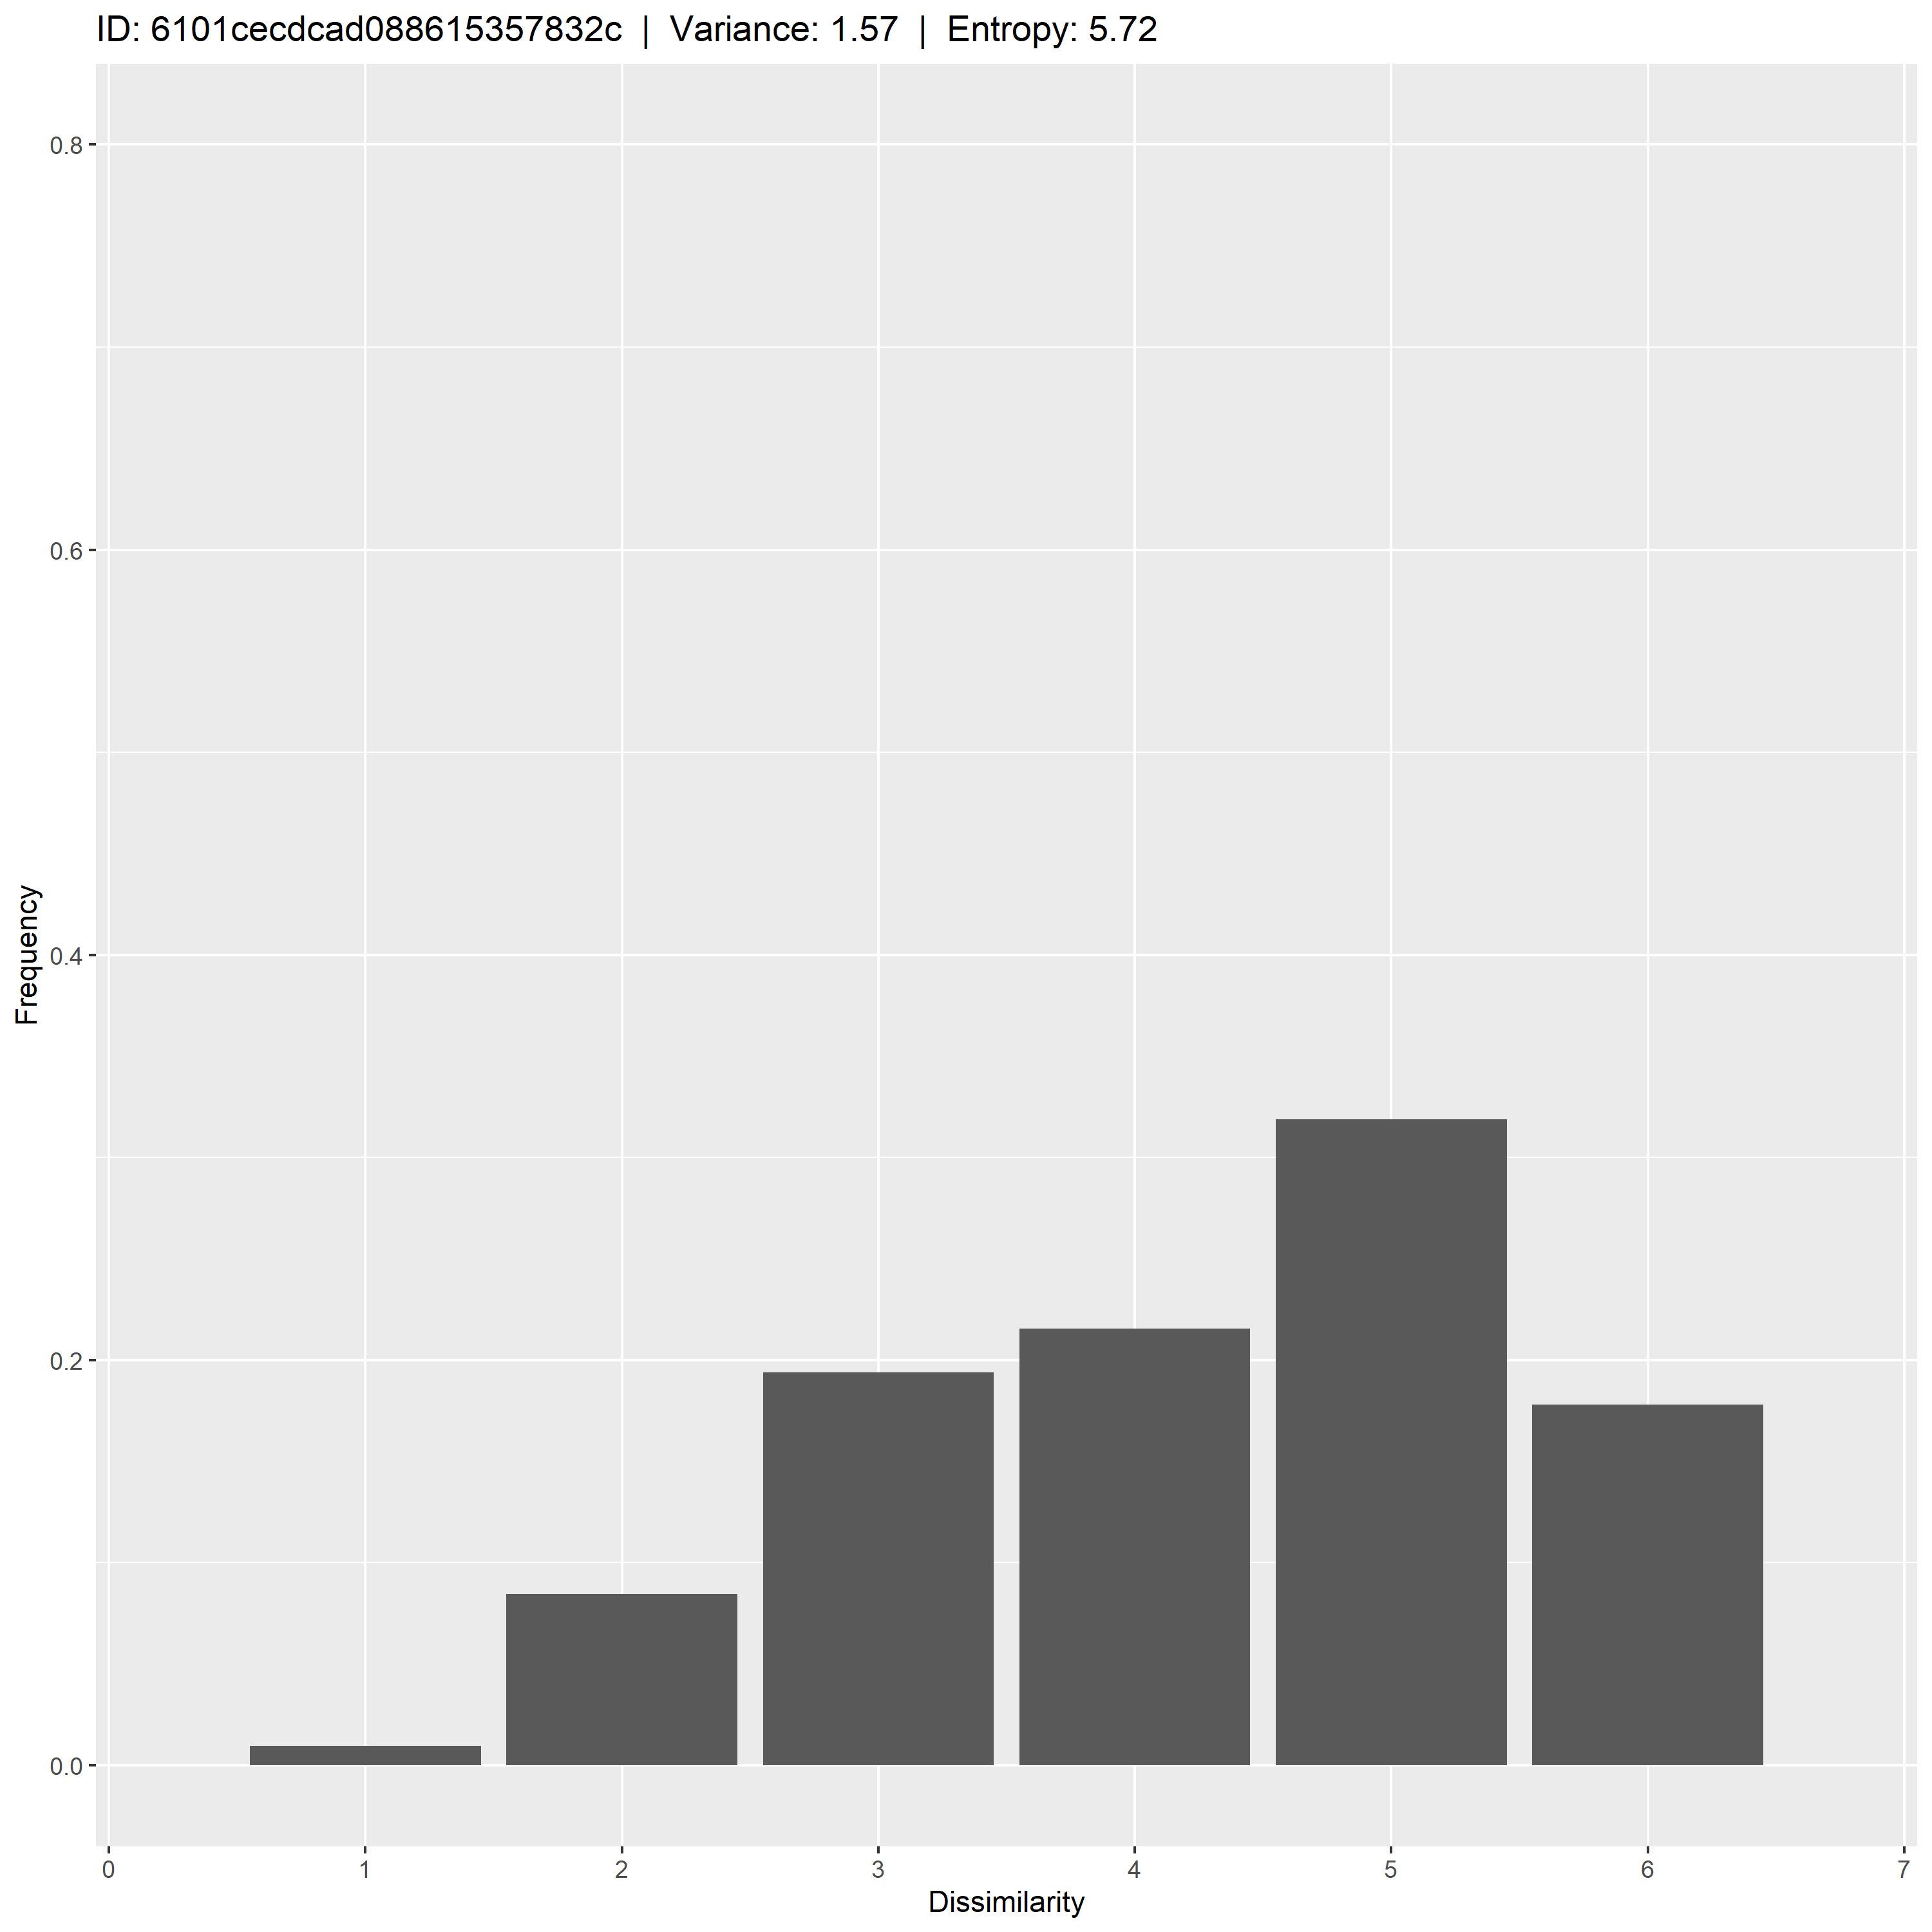 ID: 6101cecdcad088615357832c  |  Variance: 1.57  |  Entropy: 5.72
Frequency
0.8
0.6
0.4
0.2
0.0
0 1 2 3 4 5 6 7
Dissimilarity